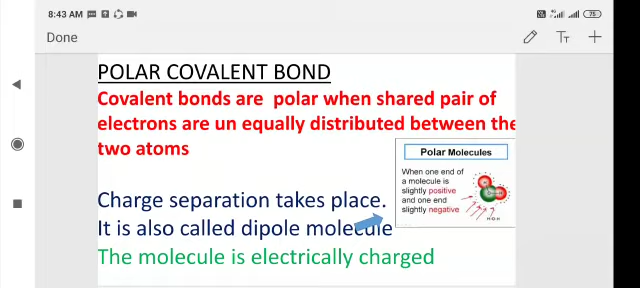 8:43 AM
75
Done
TT
POLAR COVALENT BOND
Covalent bonds are polar when shared pair of
electrons are un equally distributed between the
two atoms
Polar Molecules
When one end of
a molecule is
slightly positive
and one end
slightly negative
H-O-H
Charge separation takes place.
It is also called dipole molecule
The molecule is electrically charged